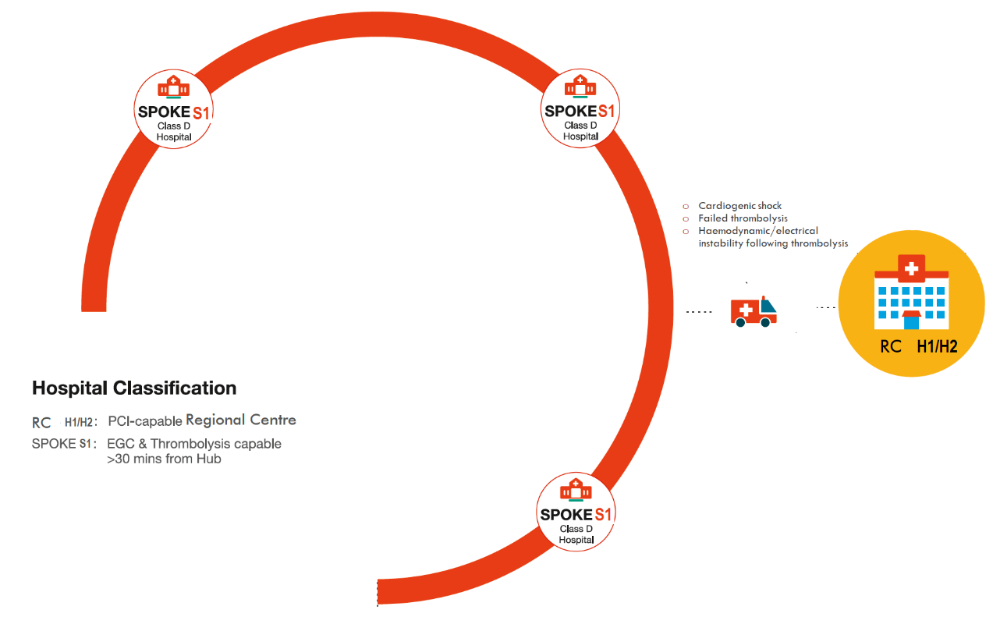 SPOKE S1
Class D
Hospital
SPOKE S1
Class D
Hospital
Cardiogenic shock
Failed thrombolysis
Haemodynamic/electrical
instability following thrombolysis
RC H1/H2
Hospital Classification
RC H1/H2: PCI-capable Regional Centre
SPOKE S1: EGC & Thrombolysis capable
>30 mins from Hub
SPOKE S1
Class D
Hospital